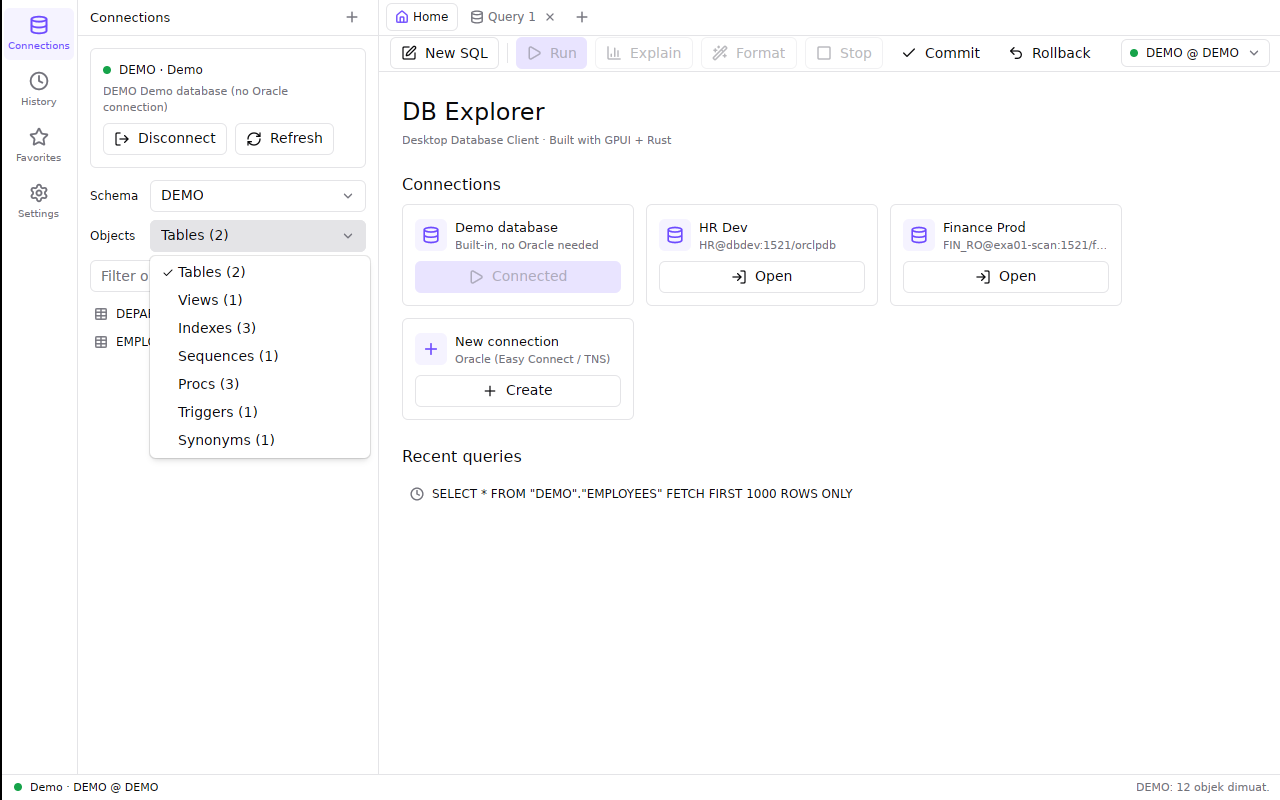 Connections
Home
Query 1
Connections
New SQL
Run
Explain
Format
Stop
Commit
Rollback
DEMO @ DEMO
DEMO · Demo
DEMO Demo database (no Oracle
connection)
Disconnect
Refresh
History
Favorites
Settings
Schema
DEMO
Objects
Tables (2)
Filter o
Tables (2)
Views (1)
Indexes (3)
Sequences (1)
Procs (3)
Triggers (1)
Synonyms (1)
DEPA
EMPLO
DB Explorer
Desktop Database Client · Built with GPUI + Rust
Connections
Demo database
Built-in, no Oracle needed
Connected
HR Dev
HR@dbdev:1521/orclpdb
Open
Finance Prod
FIN_RO@exa01-scan:1521/f...
Open
New connection
Oracle (Easy Connect / TNS)
Create
Recent queries
SELECT * FROM "DEMO"."EMPLOYEES" FETCH FIRST 1000 ROWS ONLY
Demo · DEMO @ DEMO
DEMO: 12 objek dimuat.